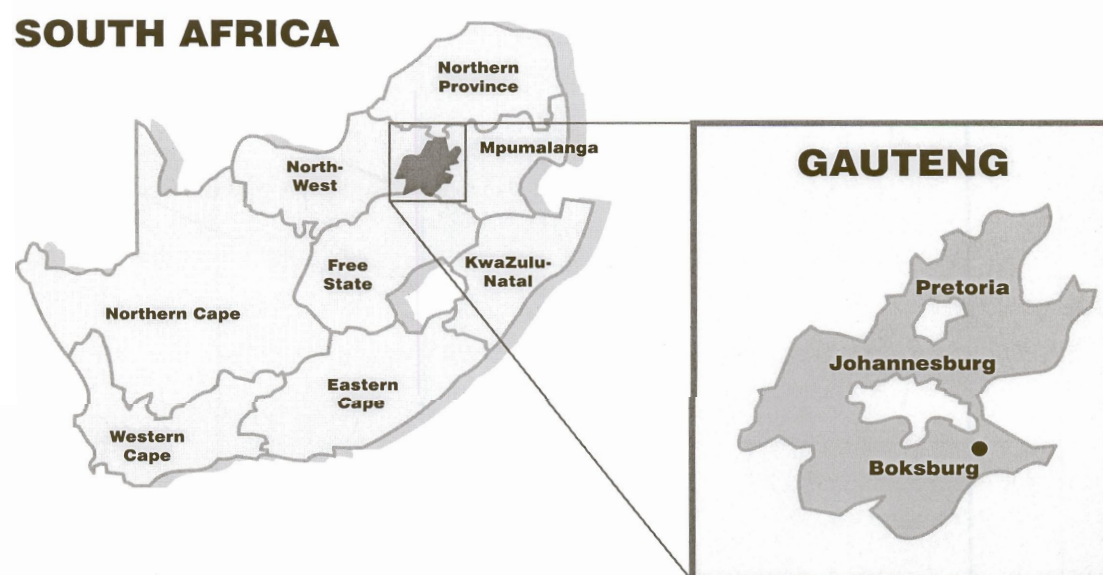 SOUTH AFRICA
Northern
Province
Mpumalanga
North-
West
Free
State
KwaZulu-
Natal
Northern Cape
Eastern
Cape
Western
Cape
GAUTENG
Pretoria
Johannesburg
Boksburg